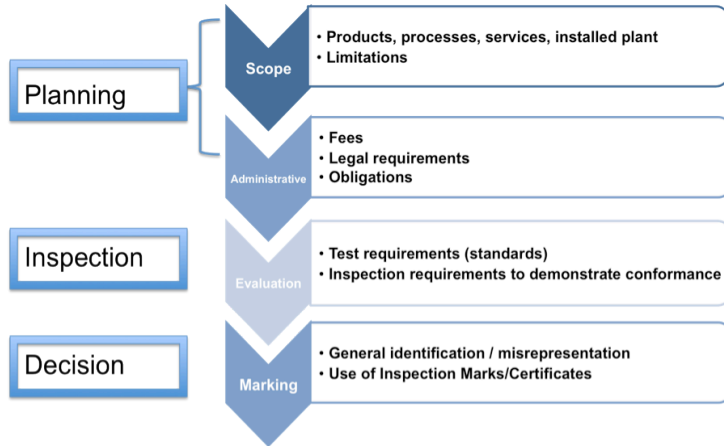 Planning
Scope
• Products, processes, services, installed plant
• Limitations
Administrative
• Fees
• Legal requirements
• Obligations
Inspection
Evaluation
• Test requirements (standards)
• Inspection requirements to demonstrate conformance
Decision
Marking
• General identification / misrepresentation
• Use of Inspection Marks/Certificates